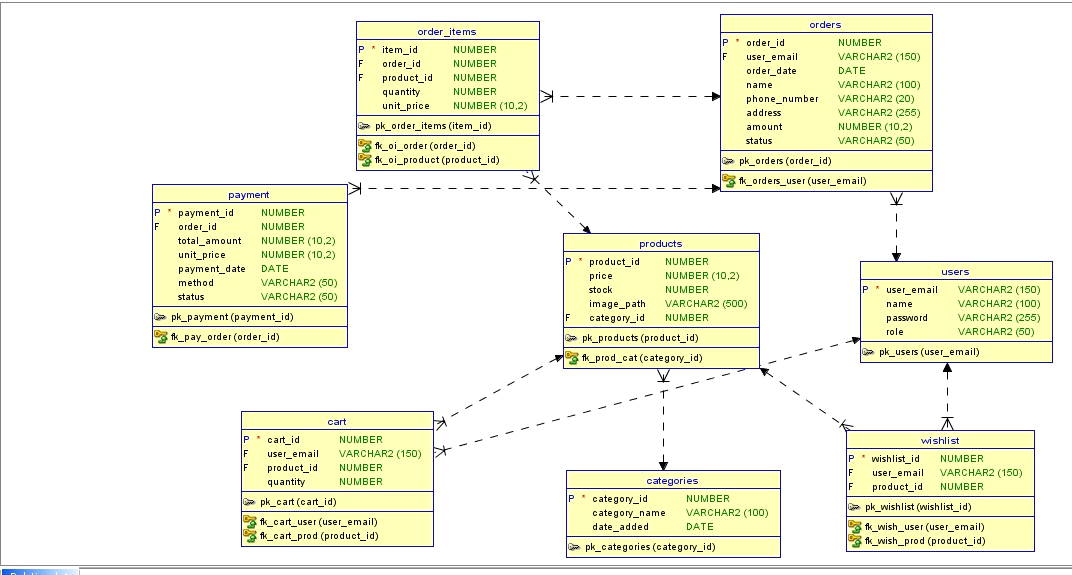 order_items
P * item_id NUMBER
F order_id NUMBER
F product_id NUMBER
quantity NUMBER
unit_price NUMBER (10,2)
pk_order_items (item_id)
fk_oi_order (order_id)
fk_oi_product (product_id)
orders
P * order_id NUMBER
F user_email VARCHAR2 (150)
order_date DATE
name VARCHAR2 (100)
phone_number VARCHAR2 (20)
address VARCHAR2 (255)
amount NUMBER (10,2)
status VARCHAR2 (50)
pk_orders (order_id)
fk_orders_user (user_email)
payment
P * payment_id NUMBER
F order_id NUMBER
total_amount NUMBER (10,2)
unit_price NUMBER (10,2)
payment_date DATE
method VARCHAR2 (50)
status VARCHAR2 (50)
pk_payment (payment_id)
fk_pay_order (order_id)
products
P * product_id NUMBER
price NUMBER (10,2)
stock NUMBER
image_path VARCHAR2 (500)
F category_id NUMBER
pk_products (product_id)
fk_prod_cat (category_id)
users
P * user_email VARCHAR2 (150)
name VARCHAR2 (100)
password VARCHAR2 (255)
role VARCHAR2 (50)
pk_users (user_email)
cart
P * cart_id NUMBER
F user_email VARCHAR2 (150)
F product_id NUMBER
quantity NUMBER
pk_cart (cart_id)
fk_cart_user (user_email)
fk_cart_prod (product_id)
categories
P * category_id NUMBER
category_name VARCHAR2 (100)
date_added DATE
pk_categories (category_id)
wishlist
P * wishlist_id NUMBER
F user_email VARCHAR2 (150)
F product_id NUMBER
pk_wishlist (wishlist_id)
fk_wish_user (user_email)
fk_wish_prod (product_id)